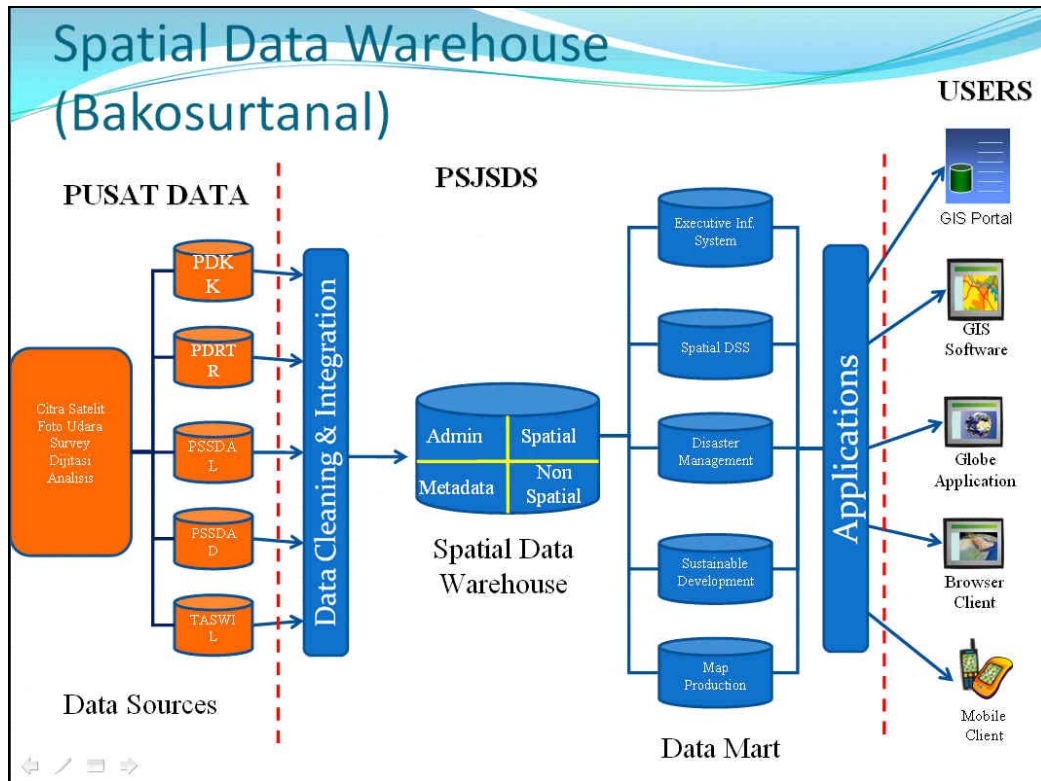 Spatial Data Warehouse
(Bakosurtanal)
USERS
PUSAT DATA
PSJSDS
Citra Satelit
Foto Udara
Survey
Dijitasi
Analisis
PDK
K
PDRT
R
PSSDA
L
PSSDA
D
TASWI
L
Data Sources
Data Cleaning & Integration
Admin
Spatial
Metadata
Non
Spatial
Spatial Data
Warehouse
Executive Inf.
System
Spatial DSS
Disaster
Management
Sustainable
Development
Map
Production
Data Mart
Applications
GIS Portal
GIS
Software
Globe
Application
Browser
Client
Mobile
Client